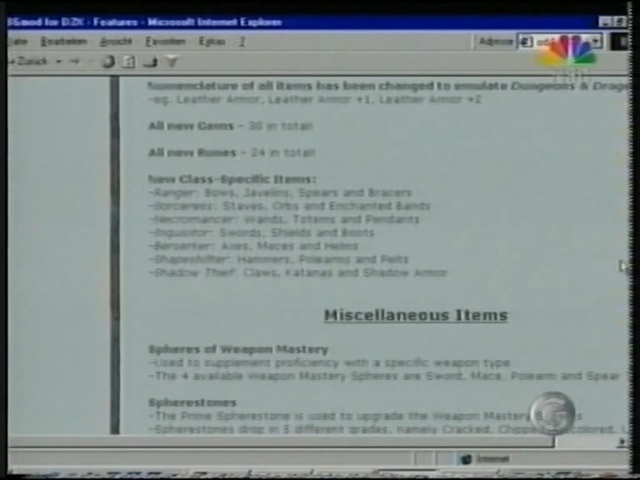 BGmod for DZX - Features - Microsoft Internet Explorer
Datei Bearbeiten Ansicht Favoriten Extras ?
Adresse
Zurück
Nomenclature of all items has been changed to emulate Dungeons & Drago
-eg. Leather Armor, Leather Armor +1, Leather Armor +2
All new Gems - 30 in total!
All new Runes - 24 in total!
New Class-Specific Items:
-Ranger: Bows, Javelins, Spears and Bracers
-Sorceress: Staves, Orbs and Enchanted Bands
-Necromancer: Wands, Totems and Pendants
-Inquisitor: Swords, Shields and Boots
-Berserker: Axes, Maces and Helms
-Shapeshifter: Hammers, Polearms and Pelts
-Shadow Thief: Claws, Katanas and Shadow Armor
Miscellaneous Items
Spheres of Weapon Mastery
-Used to supplement proficiency with a specific weapon type
-The 4 available Weapon Mastery Spheres are Sword, Mace, Polearm and Spear
Spherestones
-The Prime Spherestone is used to upgrade the Weapon Mastery
-Spherestones drop in 5 different grades, namely Cracked,
Internet